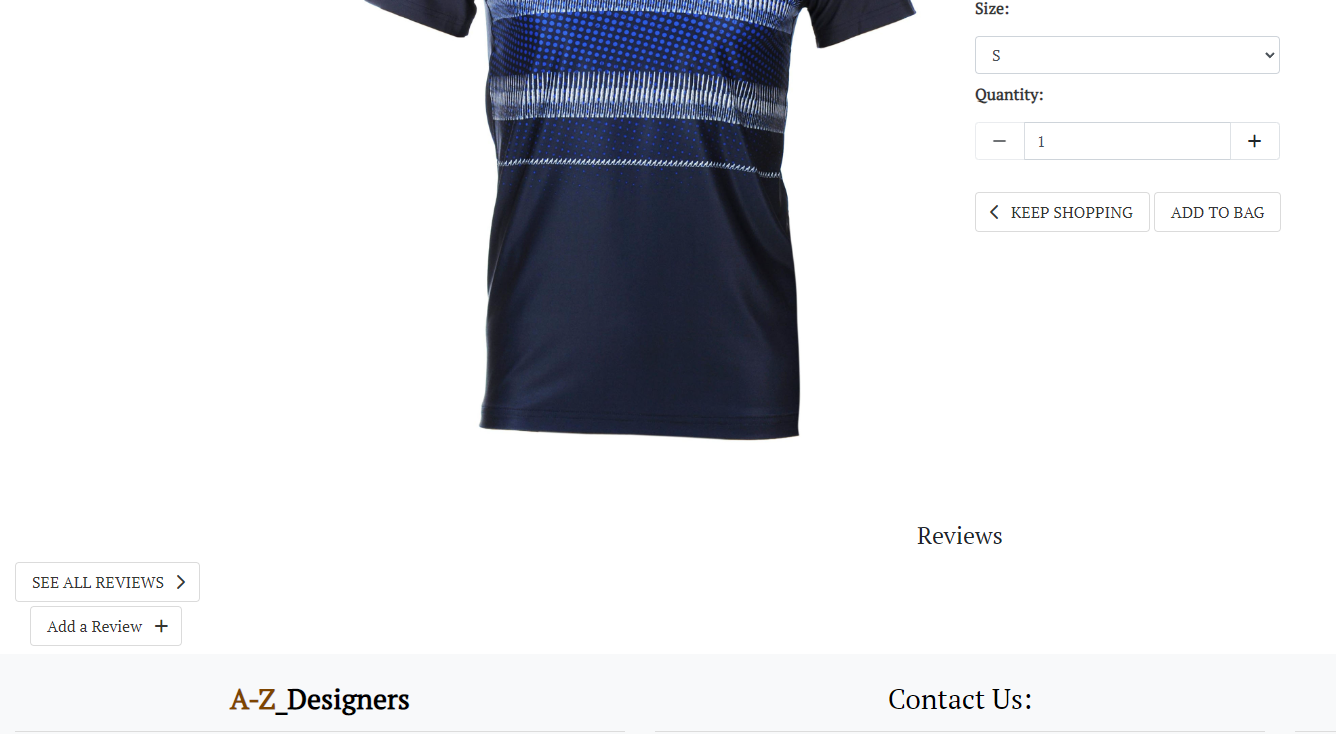 Size:
S
Quantity:
1
KEEP SHOPPING
ADD TO BAG
Reviews
SEE ALL REVIEWS
Add a Review
A-Z_Designers
Contact Us: